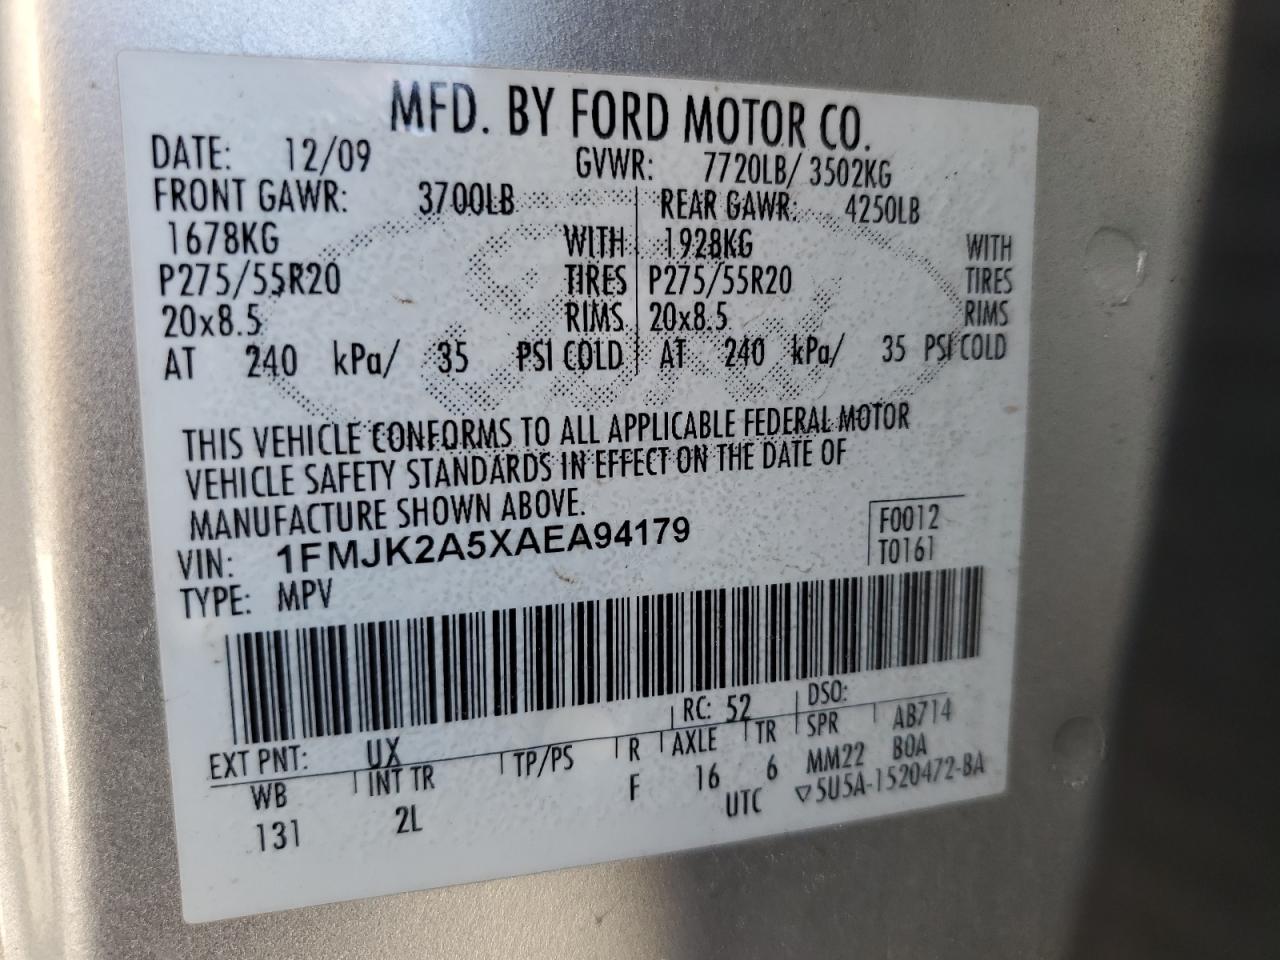 MFD. BY FORD MOTOR CO.
DATE: 12/09 GVWR: 7720LB/ 3502KG
FRONT GAWR: 3700LB REAR GAWR: 4250LB
1678KG WITH 1928KG WITH
P275/55R20 TIRES P275/55R20 TIRES
20x8.5 RIMS 20x8.5 RIMS
AT 240 kPa/ 35 PSI COLD AT 240 kPa/ 35 PSI COLD
THIS VEHICLE CONFORMS TO ALL APPLICABLE FEDERAL MOTOR
VEHICLE SAFETY STANDARDS IN EFFECT ON THE DATE OF
MANUFACTURE SHOWN ABOVE.
VIN: 1FMJK2A5XAEA94179 F0012
TYPE: MPV T0161
RC: 52 DSO:
EXT PNT: UX
WB INT TR TP/PS R AXLE TR SPR AB714
131 2L F 16 6 MM22 BOA
UTC ▽5U5A-1520472-BA